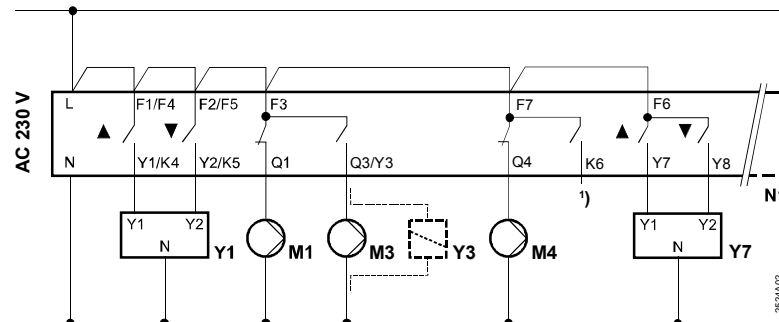 AC 230 V
L F1/F4 F2/F5 F3 F7 F6
N Y1/K4 Y2/K5 Q1 Q3/Y3 Q4 K6 Y7 Y8
¹)
N1
Y1 Y2 Y1 Y2
N Y1 M1 M3 Y3 M4 N Y7